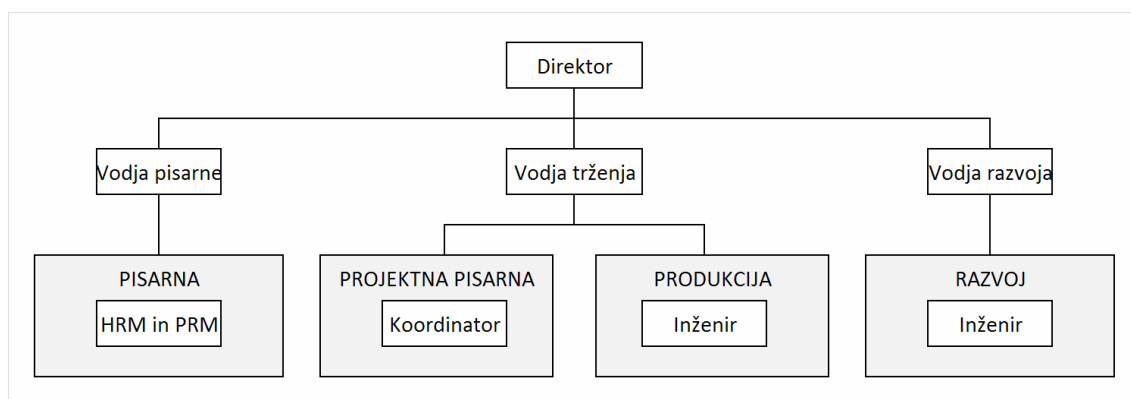 Direktor
Vodja pisarne
Vodja trženja
Vodja razvoja
PISARNA
HRM in PRM
PROJEKTNA PISARNA
Koordinator
PRODUKCIJA
Inženir
RAZVOJ
Inženir